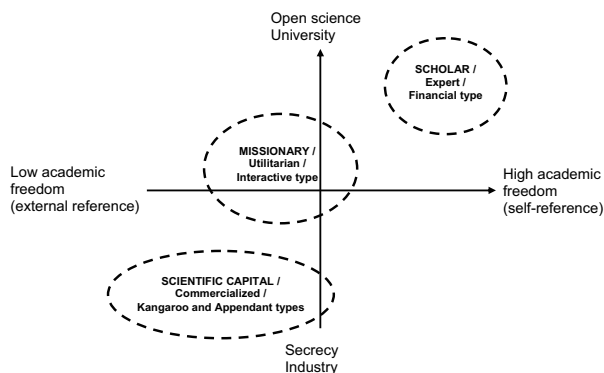 Open science
University
SCHOLAR /
Expert /
Financial type
MISSIONARY /
Utilitarian /
Interactive type
Low academic
freedom
(external reference)
High academic
freedom
(self-reference)
SCIENTIFIC CAPITAL /
Commercialized /
Kangaroo and Appendant types
Secrecy
Industry